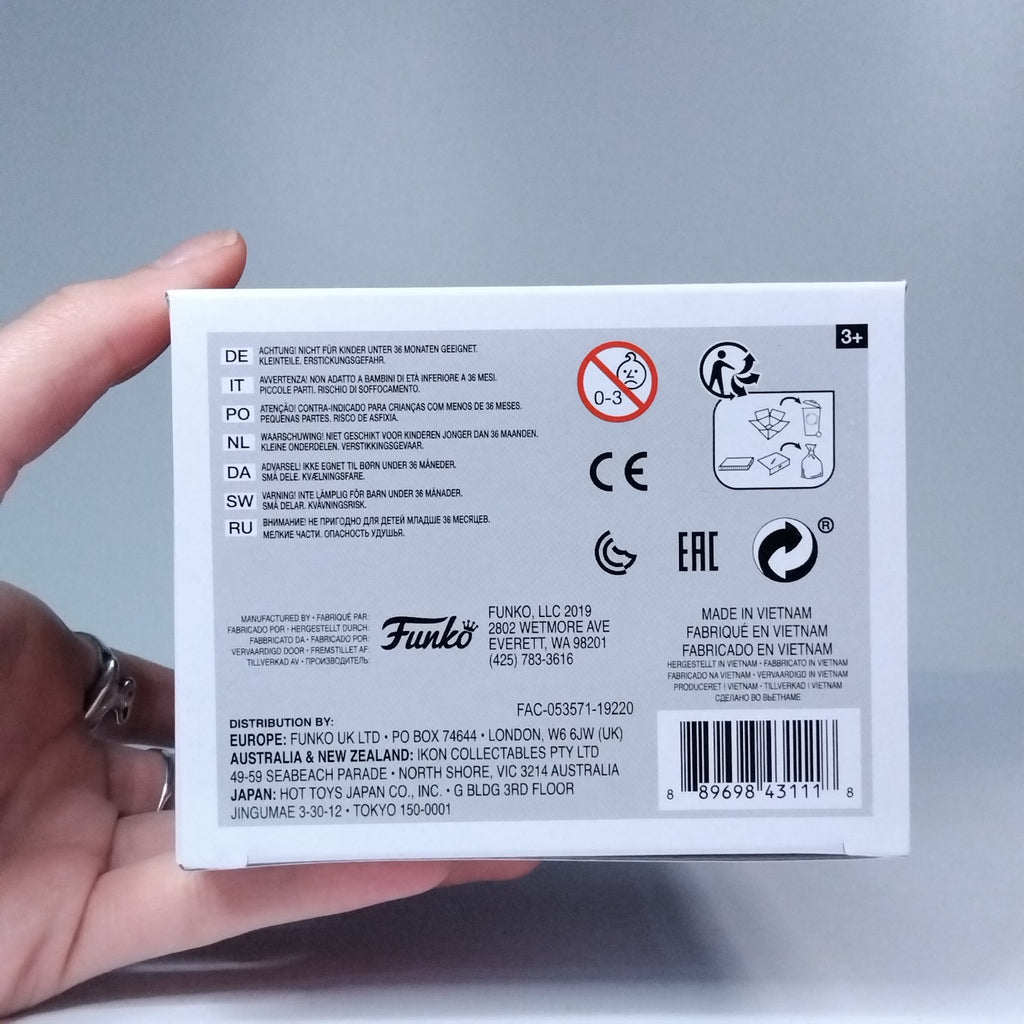 3+
DE ACHTUNG! NICHT FÜR KINDER UNTER 36 MONATEN GEEIGNET.
KLEINTEILE. ERSTICKUNGSGEFAHR.
IT AVVERTENZA! NON ADATTO A BAMBINI DI ETÀ INFERIORE A 36 MESI.
PICCOLE PARTI. RISCHIO DI SOFFOCAMENTO.
PO ATENÇÃO! CONTRA-INDICADO PARA CRIANÇAS COM MENOS DE 36 MESES.
PEQUENAS PARTES. RISCO DE ASFIXIA.
NL WAARSCHUWING! NIET GESCHIKT VOOR KINDEREN JONGER DAN 36 MAANDEN.
KLEINE ONDERDELEN. VERSTIKKINGSGEVAAR.
DA ADVARSEL! IKKE EGNET TIL BØRN UNDER 36 MÅNEDER.
SMÅ DELE. KVÆLNINGSFARE.
SW VARNING! INTE LÄMPLIG FÖR BARN UNDER 36 MÅNADER.
SMÅ DELAR. KVÄVNINGSRISK.
RU ВНИМАНИЕ! НЕ ПРИГОДНО ДЛЯ ДЕТЕЙ МЛАДШЕ 36 МЕСЯЦЕВ.
МЕЛКИЕ ЧАСТИ. ОПАСНОСТЬ УДУШЬЯ.
0-3
CE
EAC
®
MANUFACTURED BY • FABRIQUÉ PAR:
FABRICADO POR • HERGESTELLT DURCH:
FABBRICATO DA • FABRICADO POR:
VERVAARDIGD DOOR • FREMSTILLET AF:
TILLVERKAD AV • ПРОИЗВОДИТЕЛЬ:
Funko
FUNKO, LLC 2019
2802 WETMORE AVE
EVERETT, WA 98201
(425) 783-3616
MADE IN VIETNAM
FABRIQUÉ EN VIETNAM
FABRICADO EN VIETNAM
HERGESTELLT IN VIETNAM • FABBRICATO IN VIETNAM
FABRICADO NA VIETNAM • VERVAARDIGD IN VIETNAM
PRODUCERET I VIETNAM • TILLVERKAD I VIETNAM
СДЕЛАНО ВО ВЬЕТНАМЕ
FAC-053571-19220
DISTRIBUTION BY:
EUROPE: FUNKO UK LTD • PO BOX 74644 • LONDON, W6 6JW (UK)
AUSTRALIA & NEW ZEALAND: IKON COLLECTABLES PTY LTD
49-59 SEABEACH PARADE • NORTH SHORE, VIC 3214 AUSTRALIA
JAPAN: HOT TOYS JAPAN CO., INC. • G BLDG 3RD FLOOR
JINGUMAE 3-30-12 • TOKYO 150-0001
8 89698 43111 8